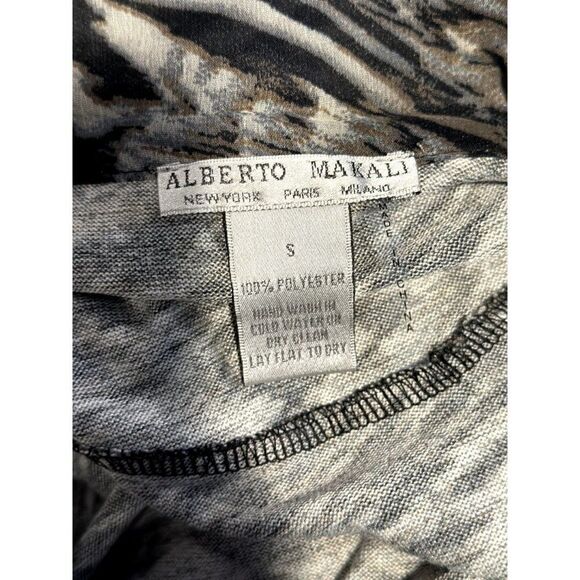 ALBERTO MAKALI
NEW YORK PARIS MILANO
S
100% POLYESTER
HAND WASH IN
COLD WATER OR
DRY CLEAN
LAY FLAT TO DRY
MADE IN CHINA